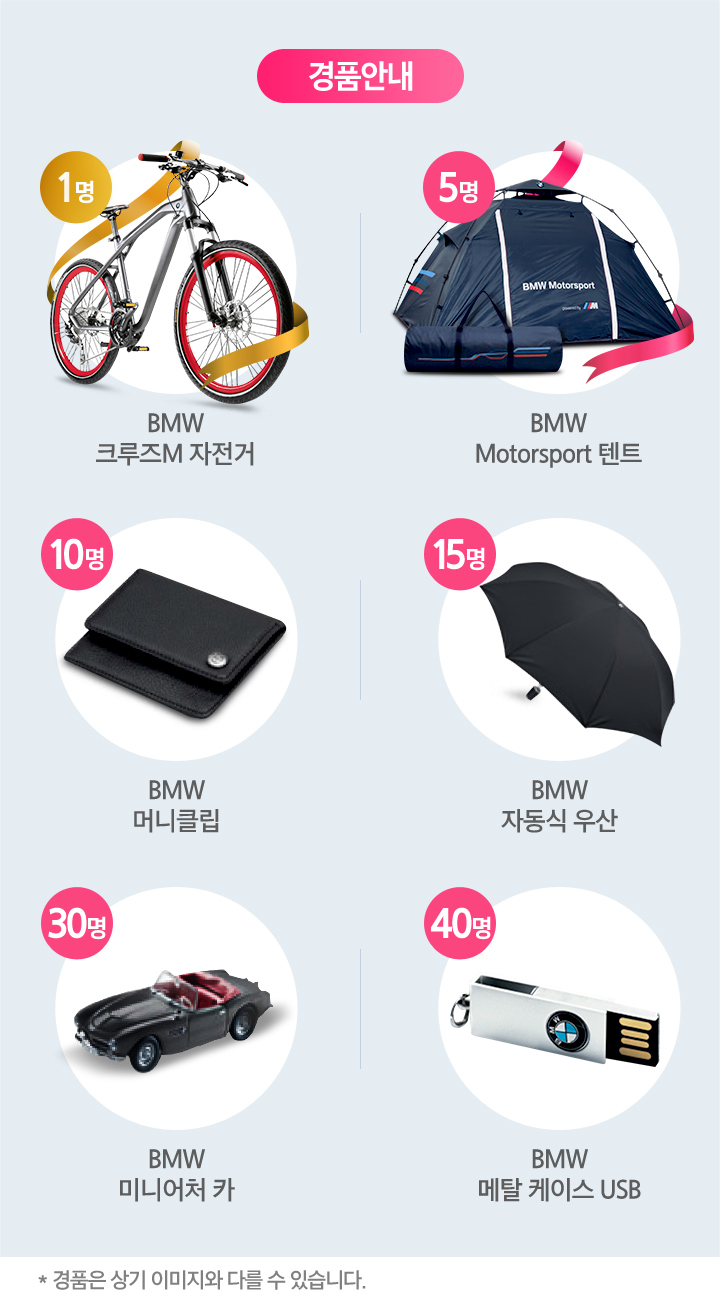 경품안내
1명
BMW
크루즈M 자전거
5명
BMW Motorsport
powered by M
BMW
Motorsport 텐트
10명
BMW
머니클립
15명
BMW
자동식 우산
30명
BMW
미니어처 카
40명
BMW
BMW
메탈 케이스 USB
* 경품은 상기 이미지와 다를 수 있습니다.